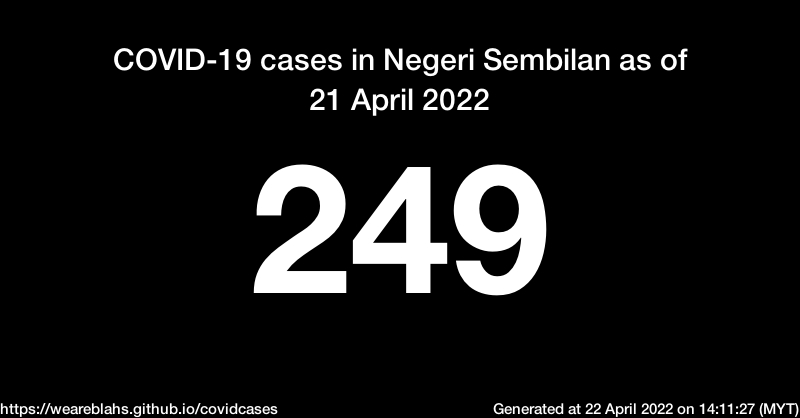 COVID-19 cases in Negeri Sembilan as of
21 April 2022
249
https://weareblahs.github.io/covidcases
Generated at 22 April 2022 on 14:11:27 (MYT)